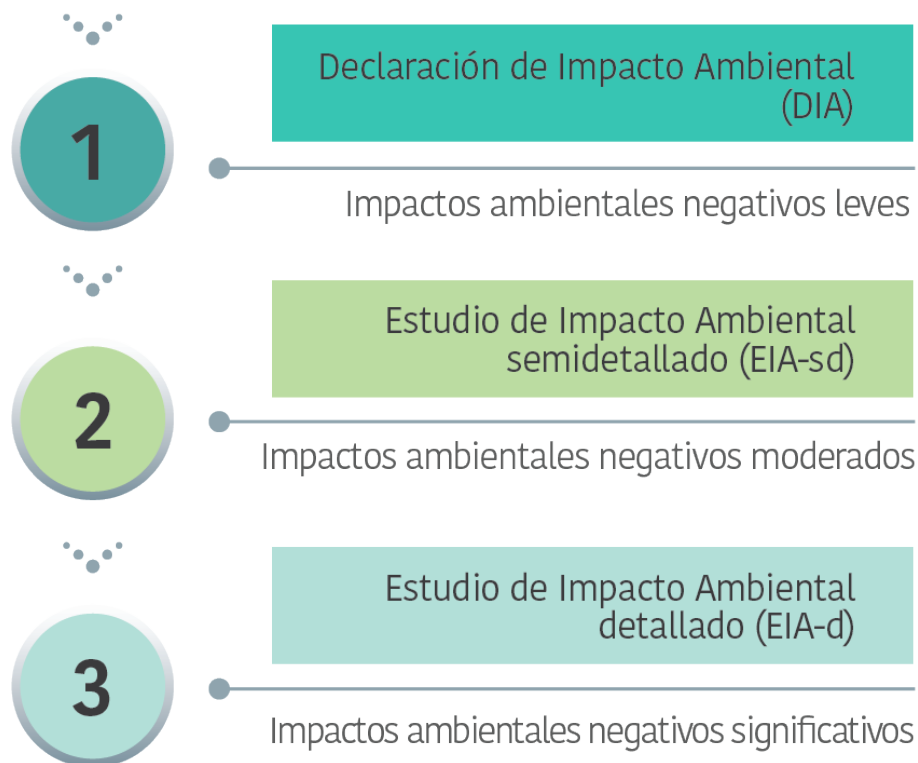 1
Declaración de Impacto Ambiental
(DIA)
Impactos ambientales negativos leves
2
Estudio de Impacto Ambiental
semidetallado (EIA-sd)
Impactos ambientales negativos moderados
3
Estudio de Impacto Ambiental
detallado (EIA-d)
Impactos ambientales negativos significativos